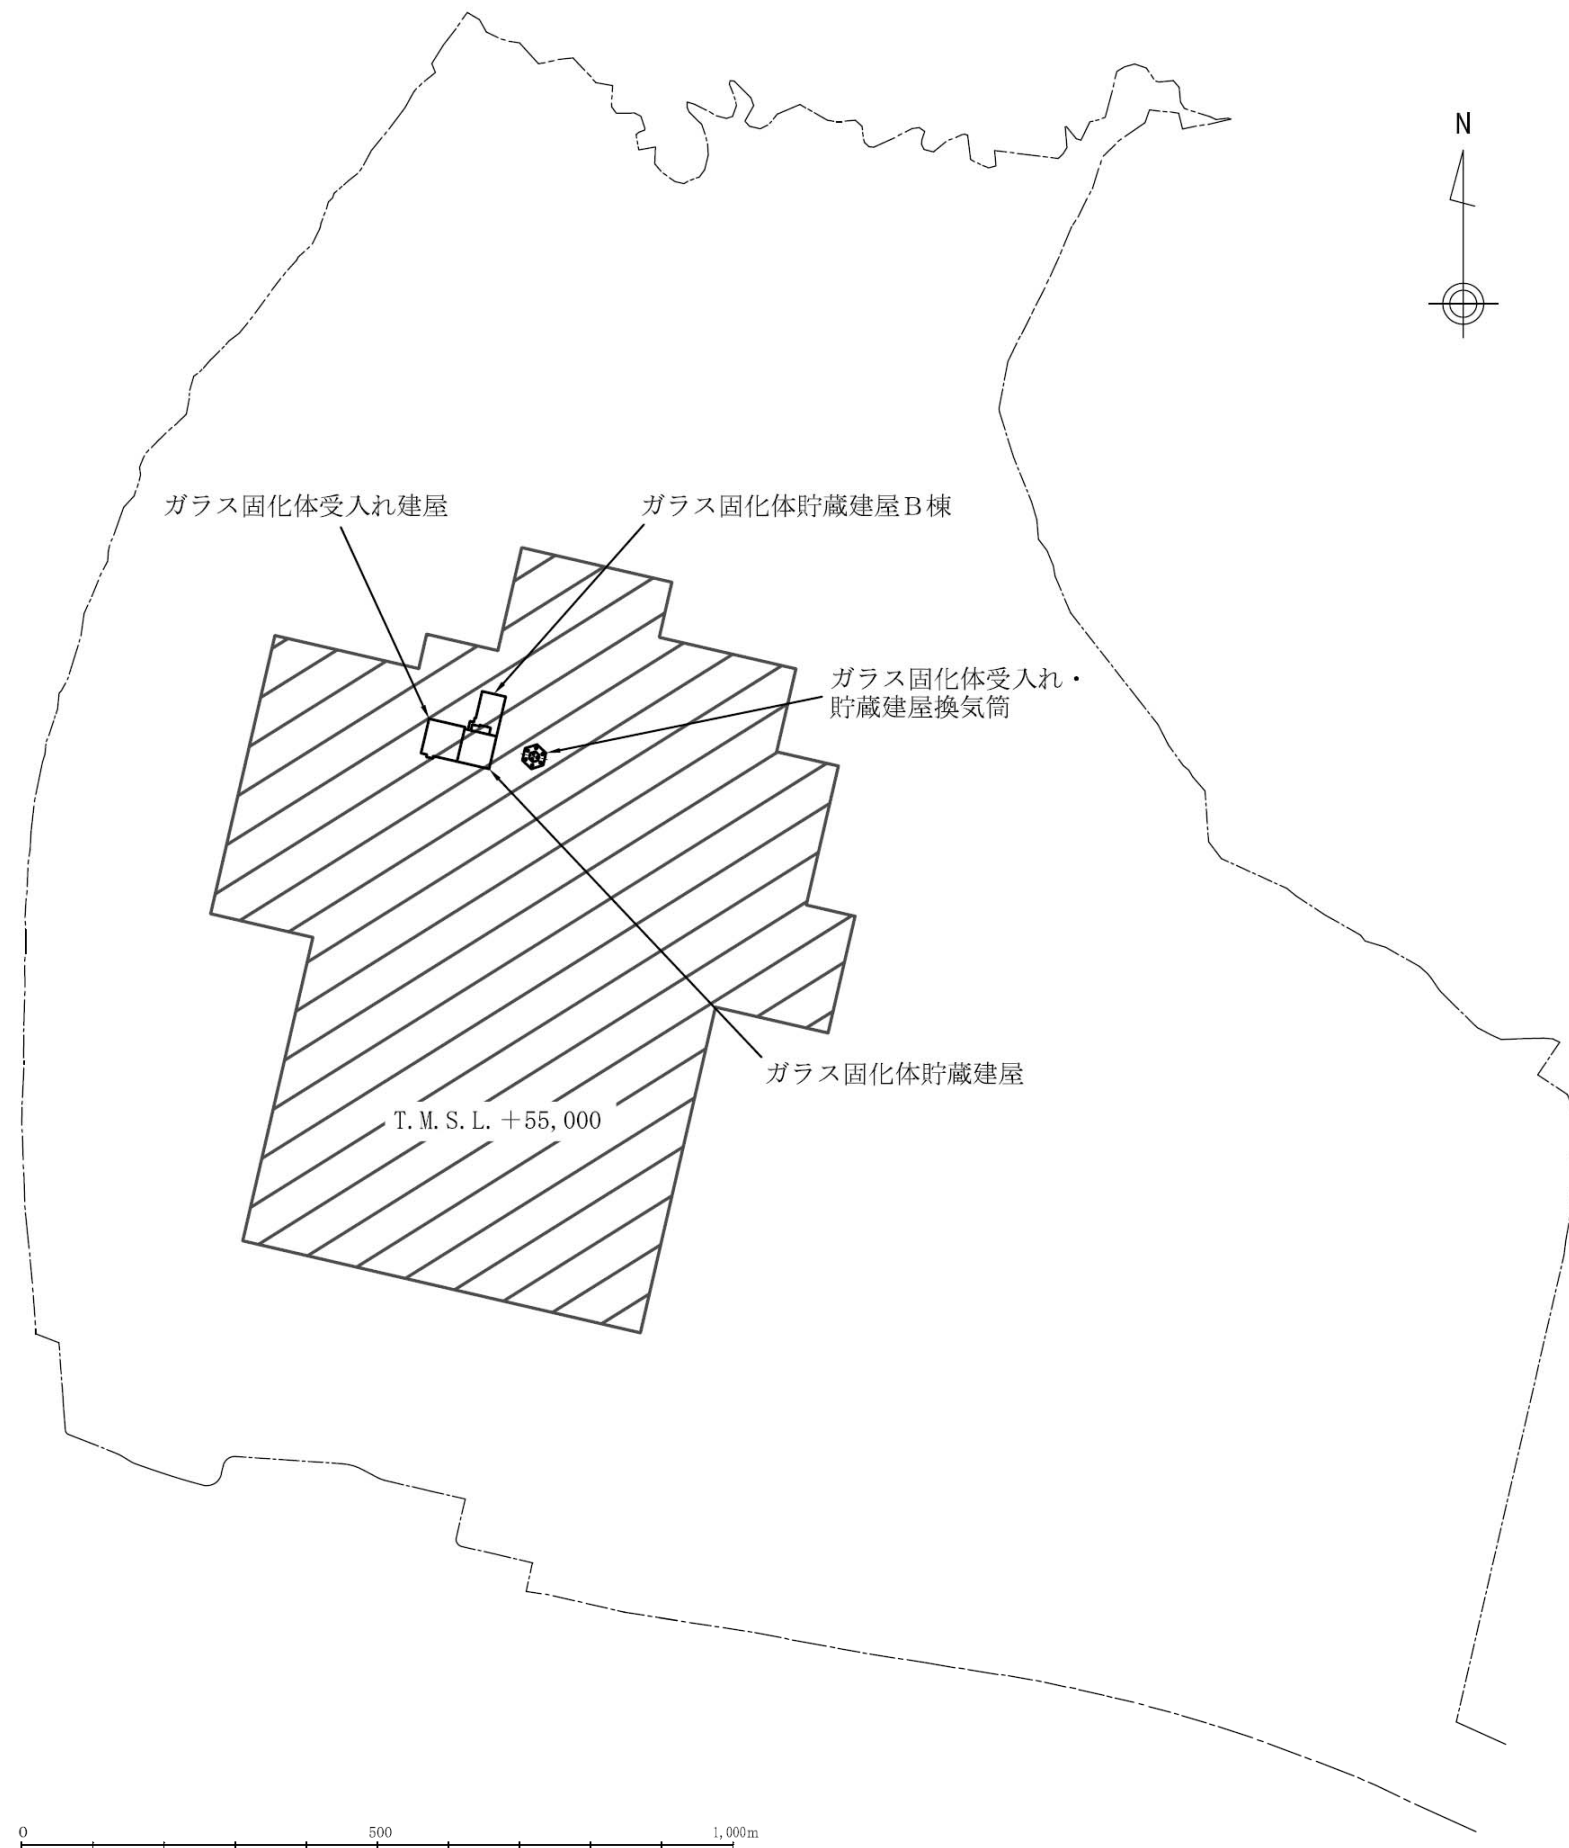 N
ガラス固化体受入れ建屋
ガラス固化体貯蔵建屋B棟
ガラス固化体受入れ・
貯蔵建屋換気筒
ガラス固化体貯蔵建屋
T.M.S.L. +55,000
0 500 1,000m